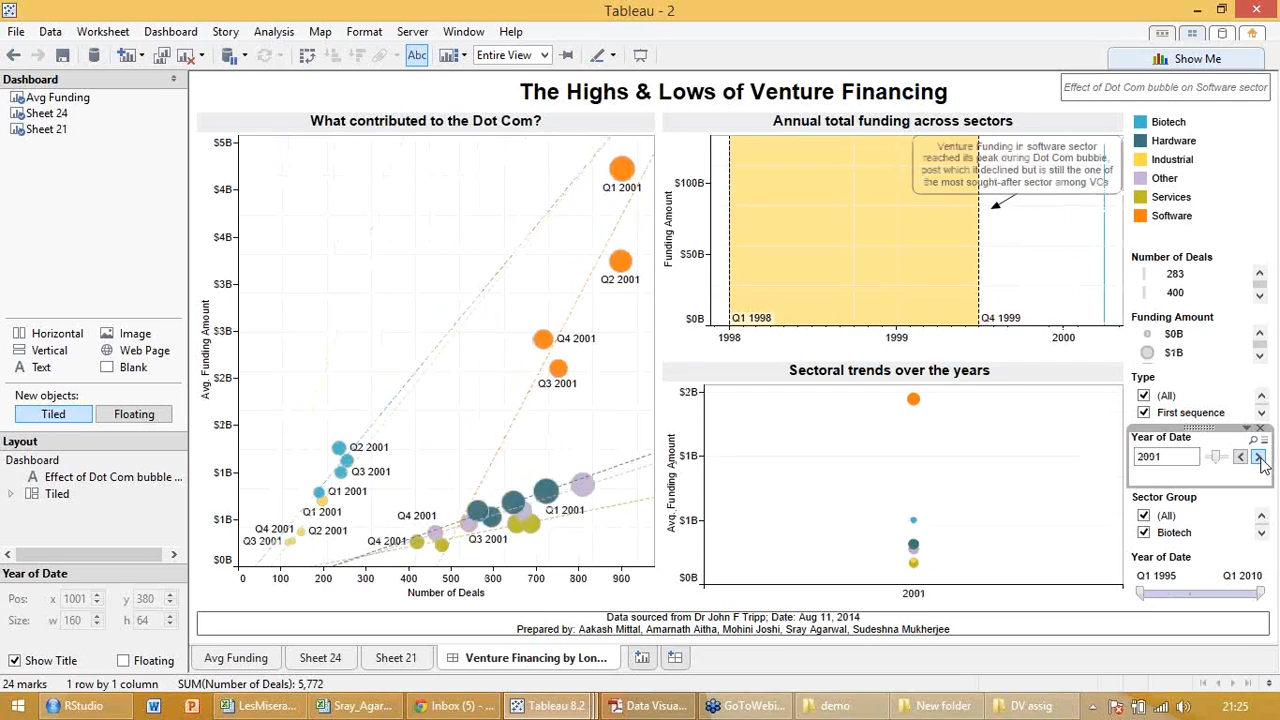 Tableau - 2
File Data Worksheet Dashboard Story Analysis Map Format Server Window Help
Abc Entire View
Show Me
Dashboard
Avg Funding
Sheet 24
Sheet 21
Horizontal Image
Vertical Web Page
Text Blank
New objects:
Tiled Floating
Layout
Dashboard
Effect of Dot Com bubble ...
Tiled
Year of Date
Pos: x 1001 y 380
Size: w 160 h 64
Show Title Floating
The Highs & Lows of Venture Financing
Effect of Dot Com bubble on Software sector
What contributed to the Dot Com?
$5B
$4B
$4B
$3B
$3B
$2B
$2B
$1B
$1B
$0B
Avg. Funding Amount
Q1 2001
Q2 2001
Q4 2001
Q3 2001
Q2 2001
Q3 2001
Q1 2001
Q1 2001
Q4 2001 Q2 2001
Q3 2001
Q4 2001
Q1 2001
Q4 2001 Q3 2001
0 100 200 300 400 500 600 700 800 900
Number of Deals
Annual total funding across sectors
Venture Funding in software sector
reached its peak during Dot Com bubble,
post which it declined but is still the one of
the most sought-after sector among VCs
$100B
$50B
$0B
Funding Amount
Q1 1998 Q4 1999
1998 1999 2000
Sectoral trends over the years
$2B
$1B
$1B
$0B
Avg. Funding Amount
2001
Biotech
Hardware
Industrial
Other
Services
Software
Number of Deals
283
400
Funding Amount
$0B
$1B
Type
(All)
First sequence
Year of Date
2001
Sector Group
(All)
Biotech
Year of Date
Q1 1995 Q1 2010
Data sourced from Dr John F Tripp; Date: Aug 11, 2014
Prepared by: Aakash Mittal, Amarnath Aitha, Mohini Joshi, Sray Agarwal, Sudeshna Mukherjee
Avg Funding Sheet 24 Sheet 21 Venture Financing by Lon...
24 marks 1 row by 1 column SUM(Number of Deals): 5,772
RStudio LesMisera... Sray_Agar... Inbox (5) - ... Tableau 8.2 Data Visua... GoToWebi... demo New folder DV assig 21:25